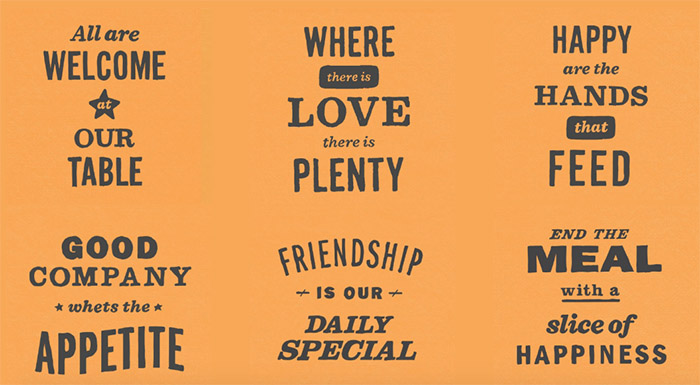 All are
WELCOME
at
OUR
TABLE
WHERE
there is
LOVE
there is
PLENTY
HAPPY
are the
HANDS
that
FEED
GOOD
COMPANY
whets the
APPETITE
FRIENDSHIP
IS OUR
DAILY
SPECIAL
END THE
MEAL
with a
slice of
HAPPINESS